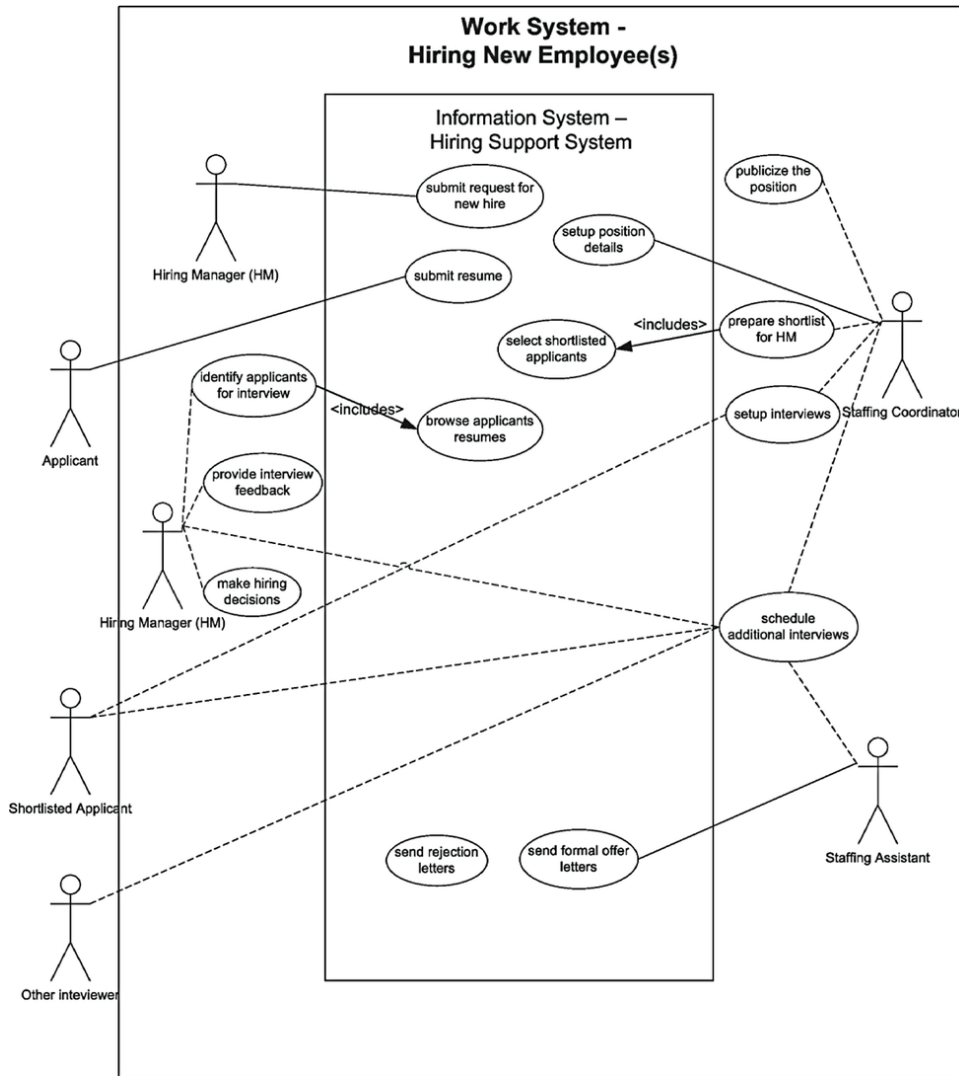 Work System -
Hiring New Employee(s)
Information System –
Hiring Support System
submit request for
new hire
publicize the
position
Hiring Manager (HM)
setup position
details
submit resume
<includes>
prepare shortlist
for HM
select shortlisted
applicants
identify applicants
for interview
<includes>
browse applicants
resumes
setup interviews
Staffing Coordinator
Applicant
provide interview
feedback
make hiring
decisions
Hiring Manager (HM)
schedule
additional interviews
Shortlisted Applicant
send rejection
letters
send formal offer
letters
Staffing Assistant
Other inteviewer